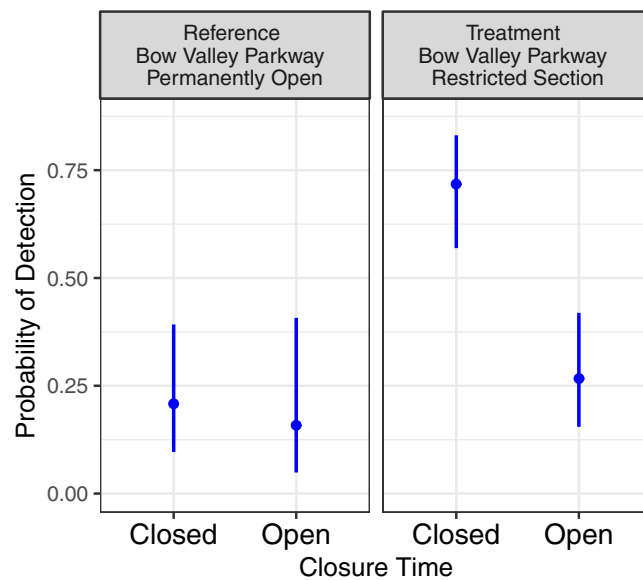 Reference
Bow Valley Parkway
Permanently Open
Treatment
Bow Valley Parkway
Restricted Section
Probability of Detection
0.75
0.50
0.25
0.00
Closed Open Closed Open
Closure Time